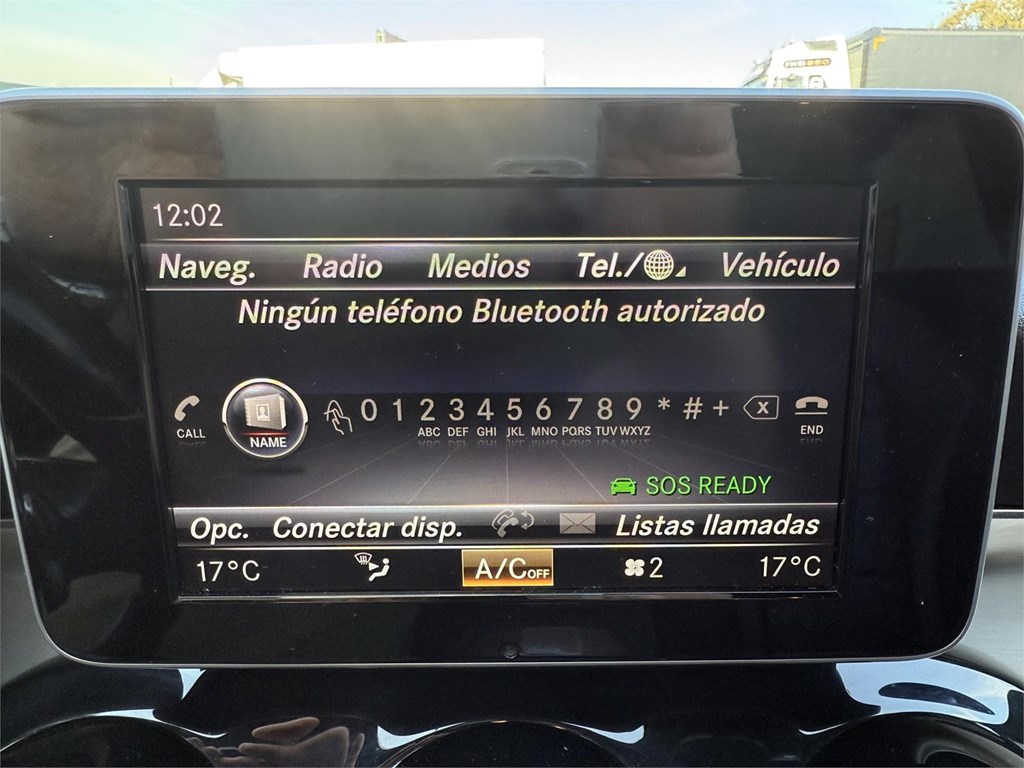 12:02
Naveg. Radio Medios Tel./ Vehículo
Ningún teléfono Bluetooth autorizado
CALL NAME 0 1 2 3 4 5 6 7 8 9 * # + X END
ABC DEF GHI JKL MNO PQRS TUV WXYZ
SOS READY
Opc. Conectar disp. Listas llamadas
17°C A/C OFF 2 17°C